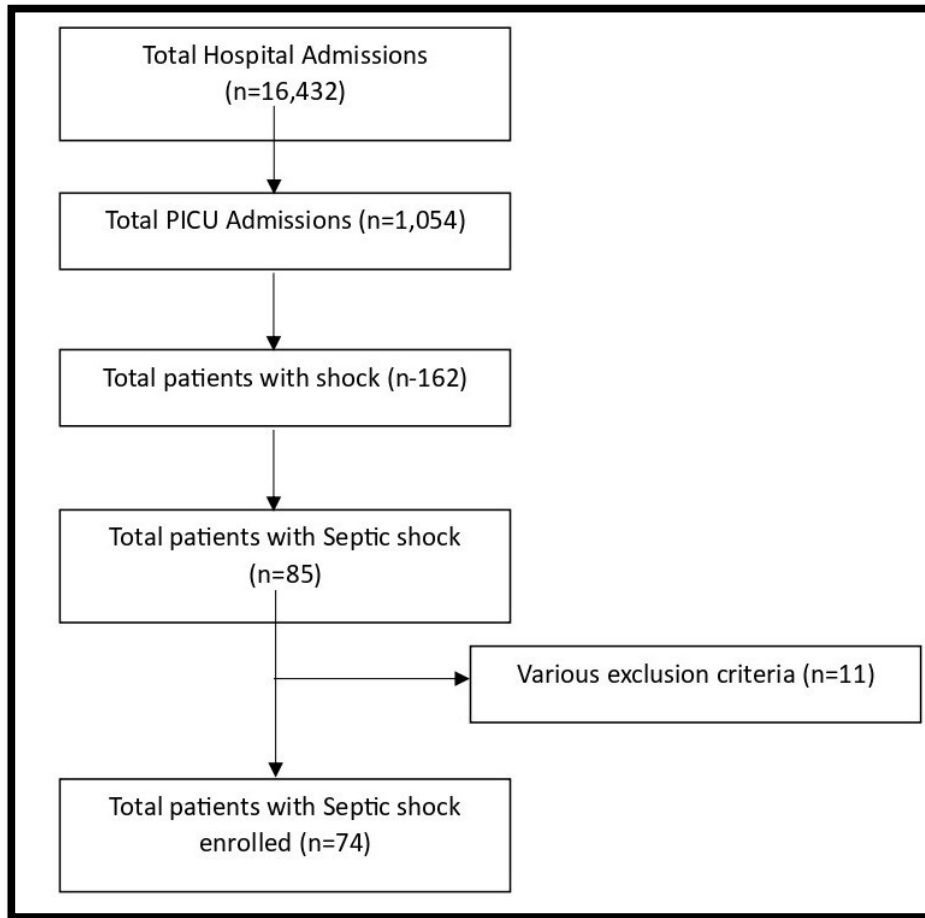 Total Hospital Admissions
(n=16,432)
Total PICU Admissions (n=1,054)
Total patients with shock (n-162)
Total patients with Septic shock
(n=85)
Various exclusion criteria (n=11)
Total patients with Septic shock
enrolled (n=74)